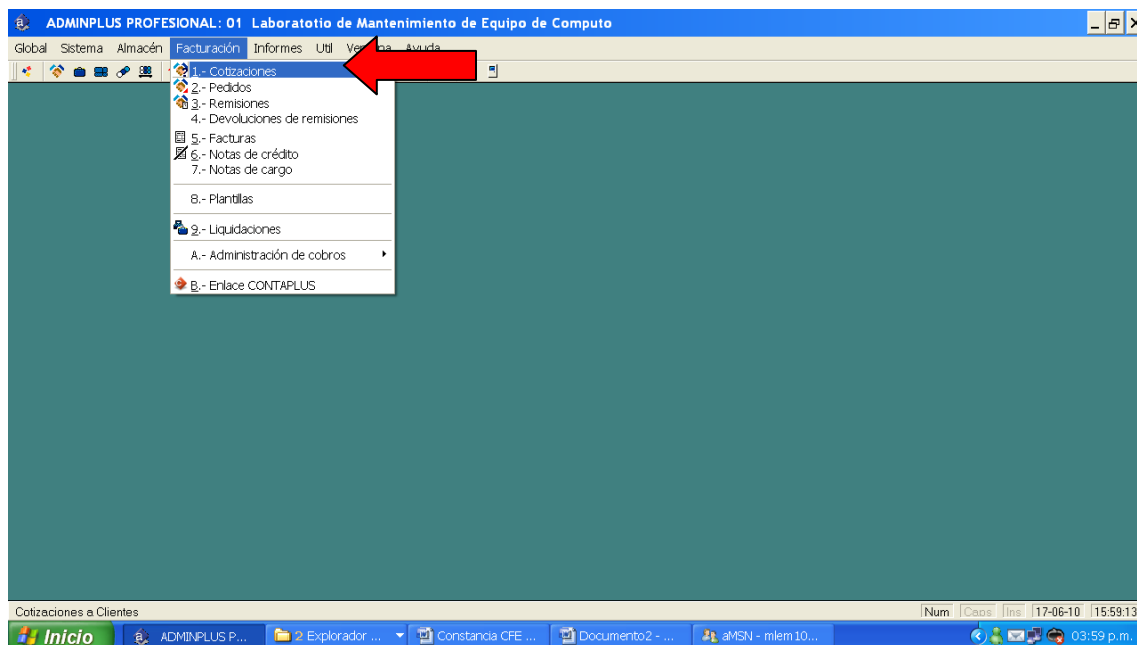 ADMINPLUS PROFESIONAL: 01 Laboratotio de Mantenimiento de Equipo de Computo
Global Sistema Almacén Facturación Informes Util Ayuda
1.- Cotizaciones
2.- Pedidos
3.- Remisiones
4.- Devoluciones de remisiones
5.- Facturas
6.- Notas de crédito
7.- Notas de cargo
8.- Plantillas
9.- Liquidaciones
A.- Administración de cobros
B.- Enlace CONTAPLUS
Cotizaciones a Clientes Num Caps Ins 17-06-10 15:59:13
Inicio ADMINPLUS P... 2 Explorador ... Constancia CFE ... Documento2 - ... aMSN - mlem10... 03:59 p.m.